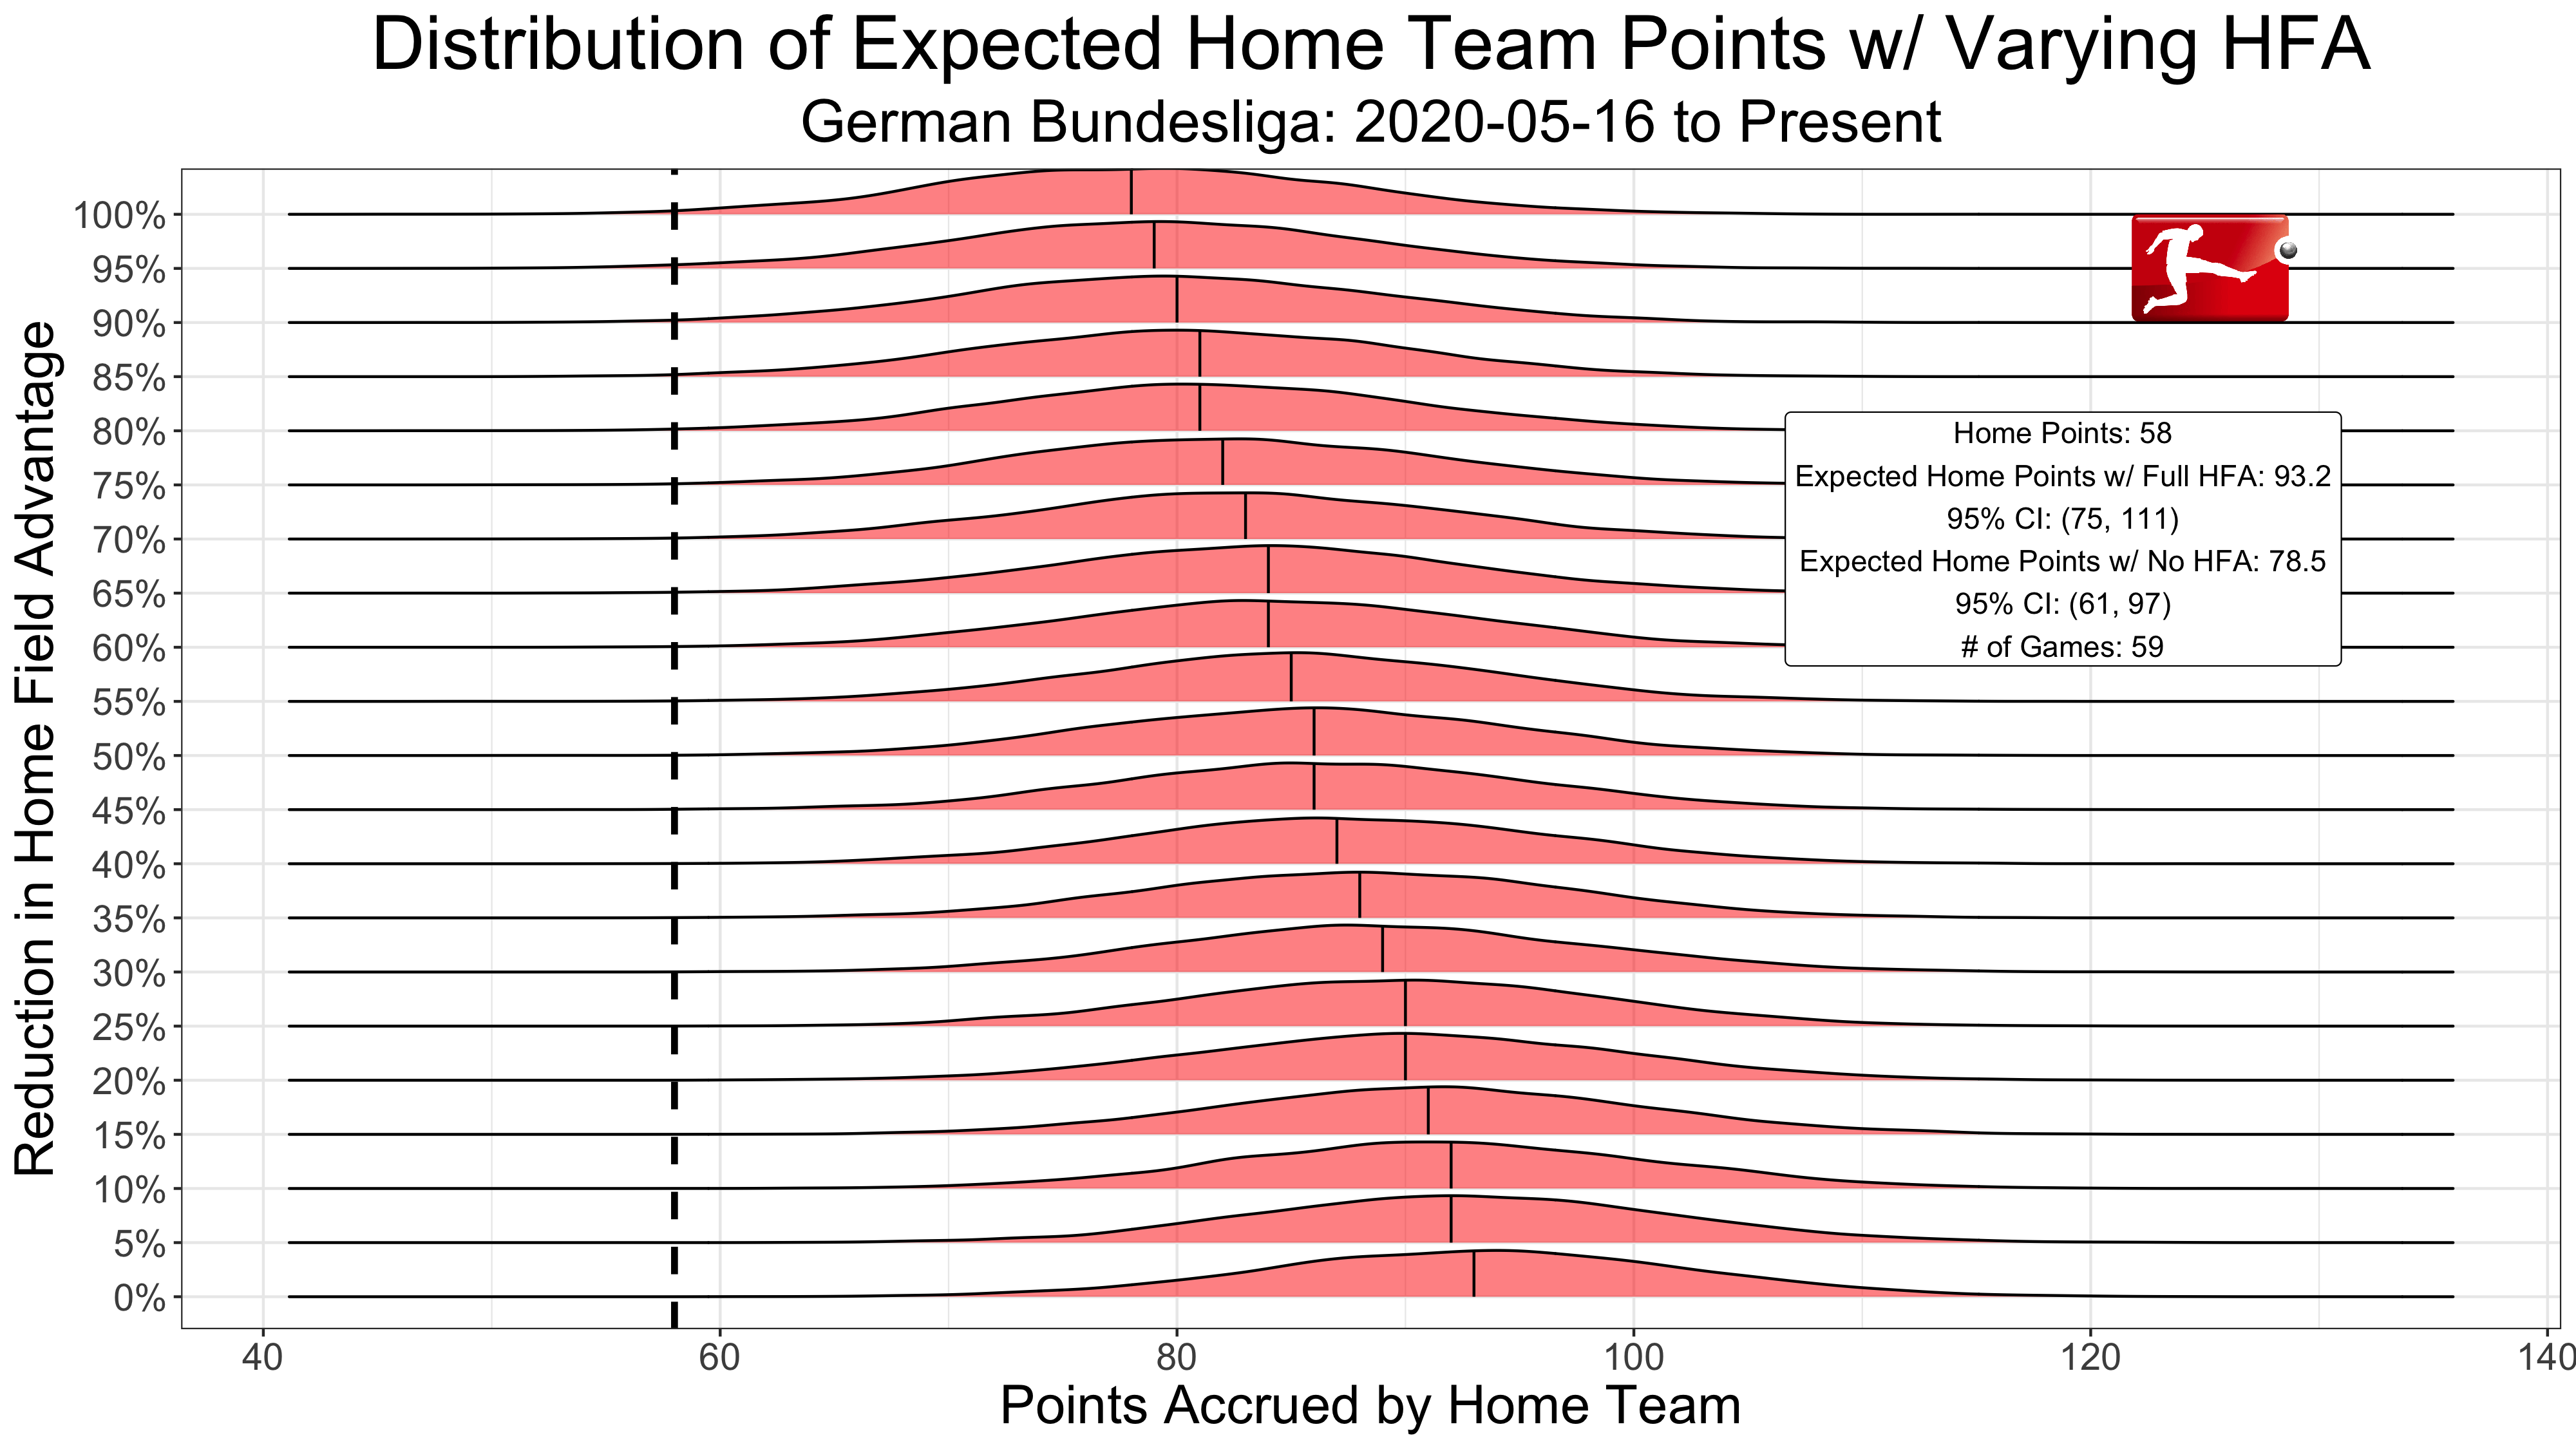 Distribution of Expected Home Team Points w/ Varying HFA
German Bundesliga: 2020-05-16 to Present
Reduction in Home Field Advantage
100%
95%
90%
85%
80%
75%
70%
65%
60%
55%
50%
45%
40%
35%
30%
25%
20%
15%
10%
5%
0%
Home Points: 58
Expected Home Points w/ Full HFA: 93.2
95% CI: (75, 111)
Expected Home Points w/ No HFA: 78.5
95% CI: (61, 97)
# of Games: 59
40 60 80 100 120 140
Points Accrued by Home Team